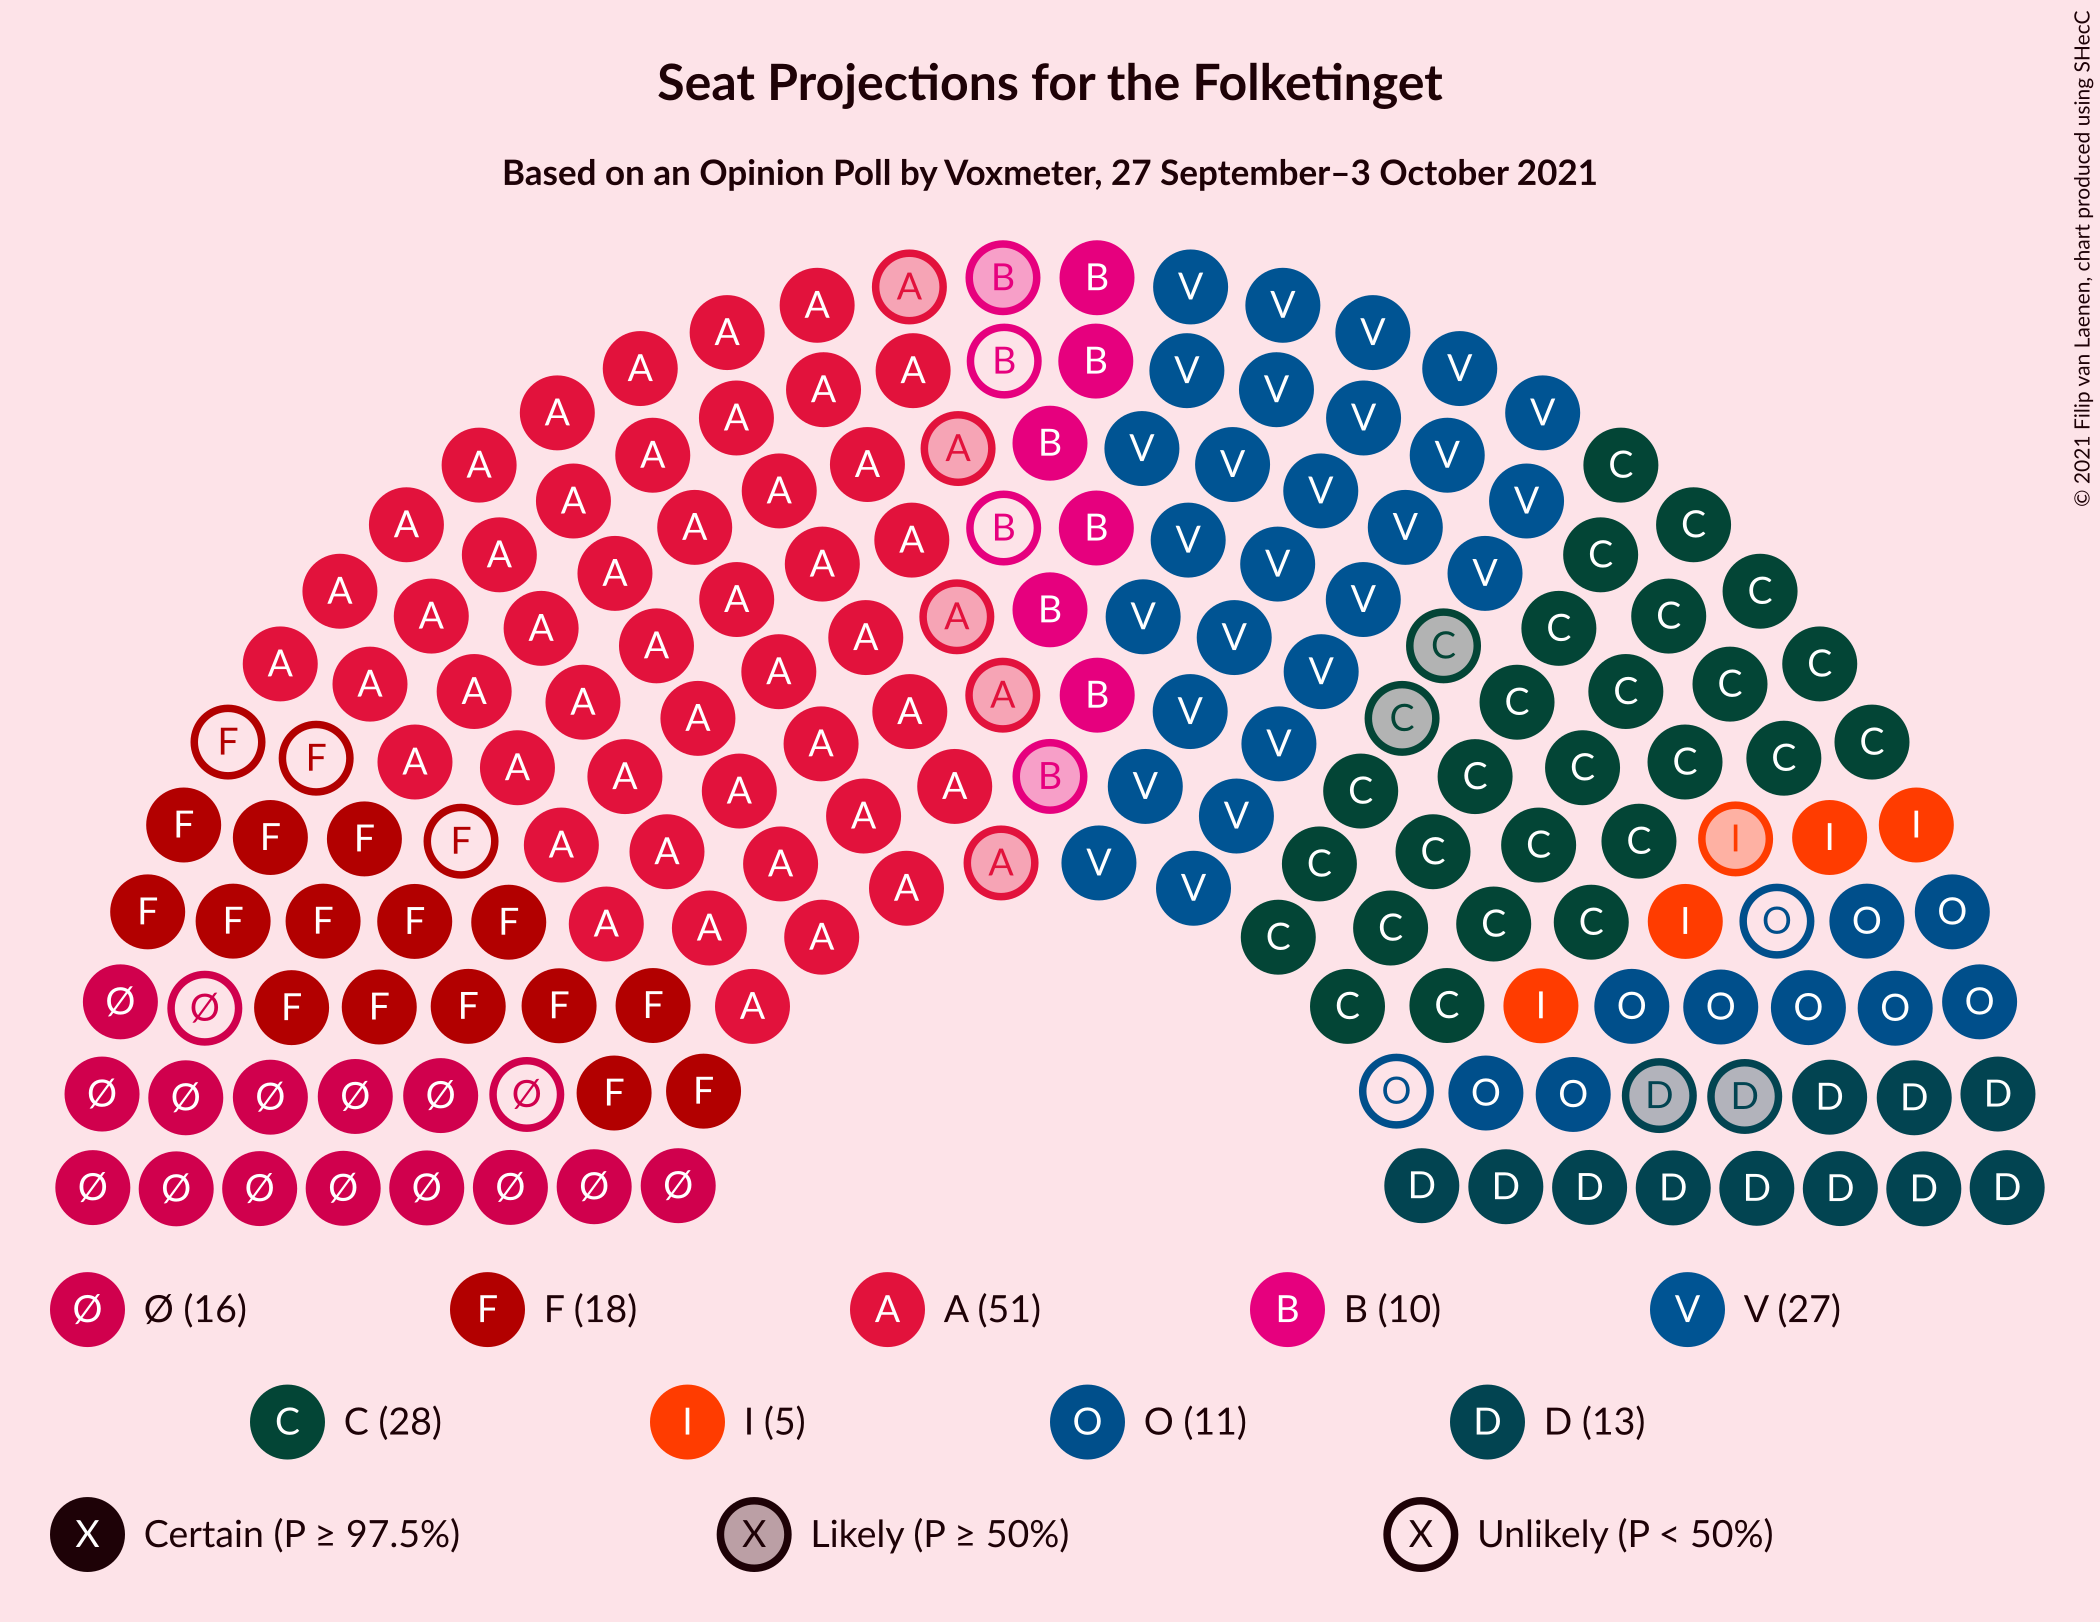 Seat Projections for the Folketinget
Based on an Opinion Poll by Voxmeter, 27 September–3 October 2021
© 2021 Filip van Laenen, chart produced using SHecC
B B
A V
A V
A V
A V
A V
A C
A C
A C
A C
F C
F I
F O
Ø O
Ø D
Ø D
B B
A V
A V
A V
A V
A V
A C
A C
A C
F C
F I
F O
Ø O
Ø D
Ø D
B
A V
A V
A V
A V
A V
A C
A C
A C
F I
F O
F O
Ø D
Ø D
B B
A V
A V
A V
A C
A C
A C
F C
F I
F O
Ø D
Ø D
B
A V
A V
A V
A C
A C
A C
F C
F O
Ø D
Ø D
B B
A V
A V
A C
A C
A C
F I
Ø O
Ø D
B
A V
A V
A C
A C
F C
F O
Ø D
A V
A V
A C
A C
F O
Ø D
Ø Ø (16) F F (18) A A (51) B B (10) V V (27)
C C (28) I I (5) O O (11) D D (13)
X Certain (P ≥ 97.5%) X Likely (P ≥ 50%) X Unlikely (P < 50%)